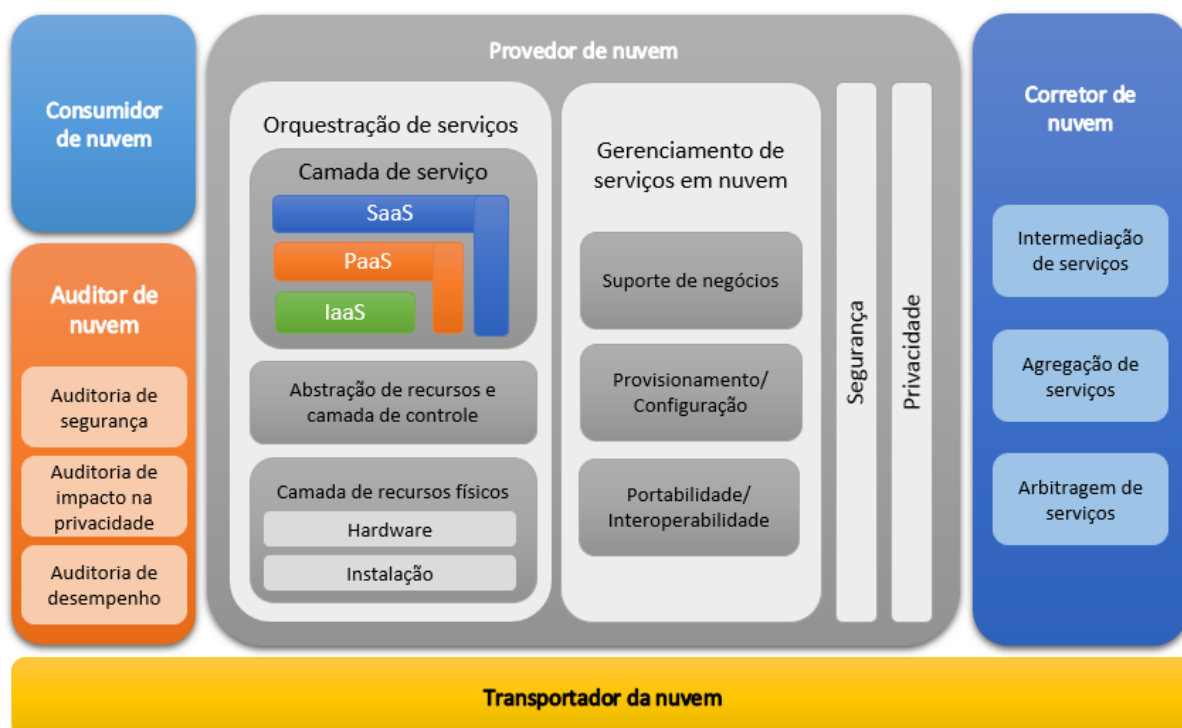 Consumidor
de nuvem
Auditor de
nuvem
Auditoria de
segurança
Auditoria de
impacto na
privacidade
Auditoria de
desempenho
Provedor de nuvem
Orquestração de serviços
Camada de serviço
SaaS
PaaS
IaaS
Abstração de recursos e
camada de controle
Camada de recursos físicos
Hardware
Instalação
Gerenciamento de
serviços em nuvem
Suporte de negócios
Provisionamento/
Configuração
Portabilidade/
Interoperabilidade
Segurança
Privacidade
Corretor de
nuvem
Intermediação
de serviços
Agregação de
serviços
Arbitragem de
serviços
Transportador da nuvem